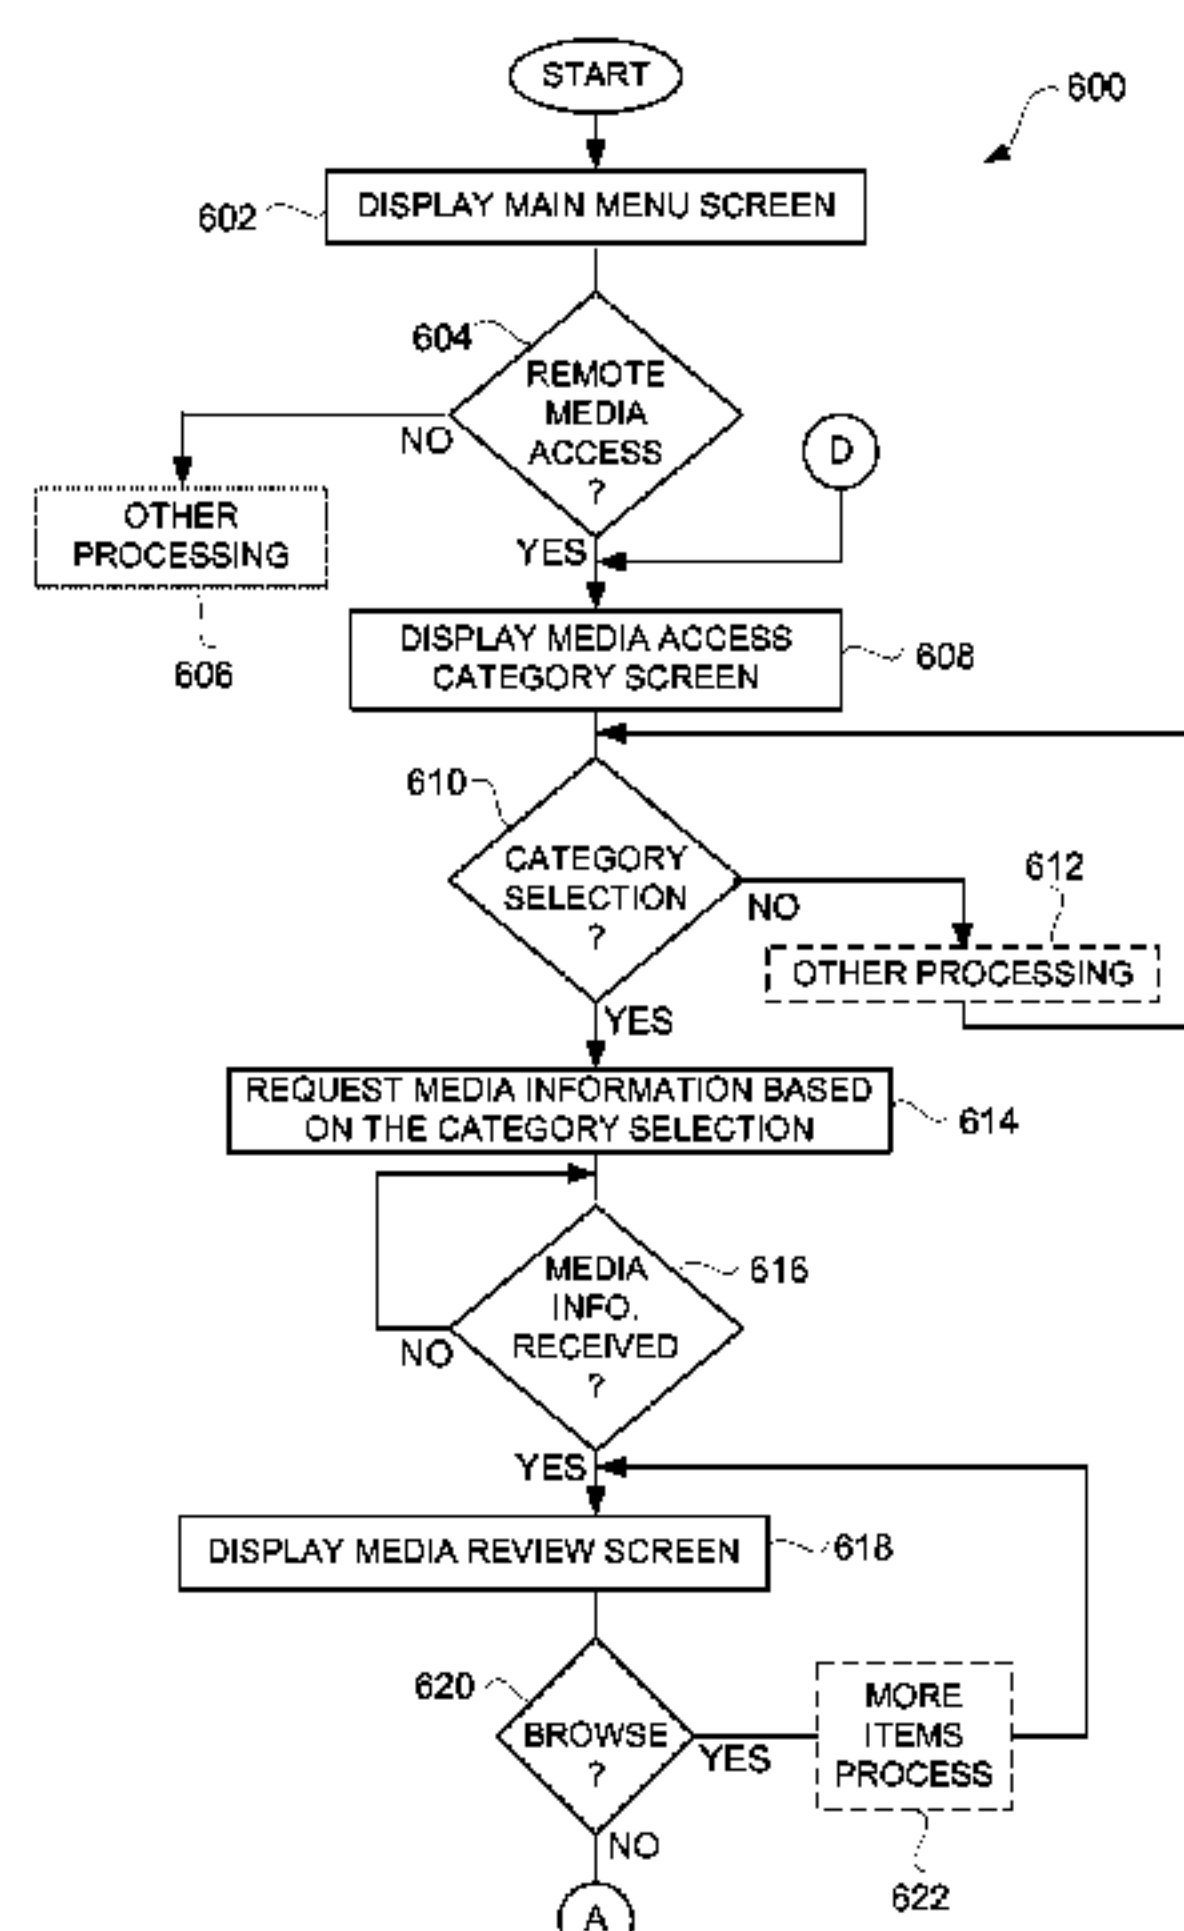 START
600
602
DISPLAY MAIN MENU SCREEN
604
REMOTE
MEDIA
ACCESS
?
NO
D
YES
OTHER
PROCESSING
606
DISPLAY MEDIA ACCESS
CATEGORY SCREEN
608
610
CATEGORY
SELECTION
?
NO
612
OTHER PROCESSING
YES
REQUEST MEDIA INFORMATION BASED
ON THE CATEGORY SELECTION
614
MEDIA
INFO.
RECEIVED
?
616
NO
YES
DISPLAY MEDIA REVIEW SCREEN
618
620
BROWSE
?
YES
MORE
ITEMS
PROCESS
622
NO
A